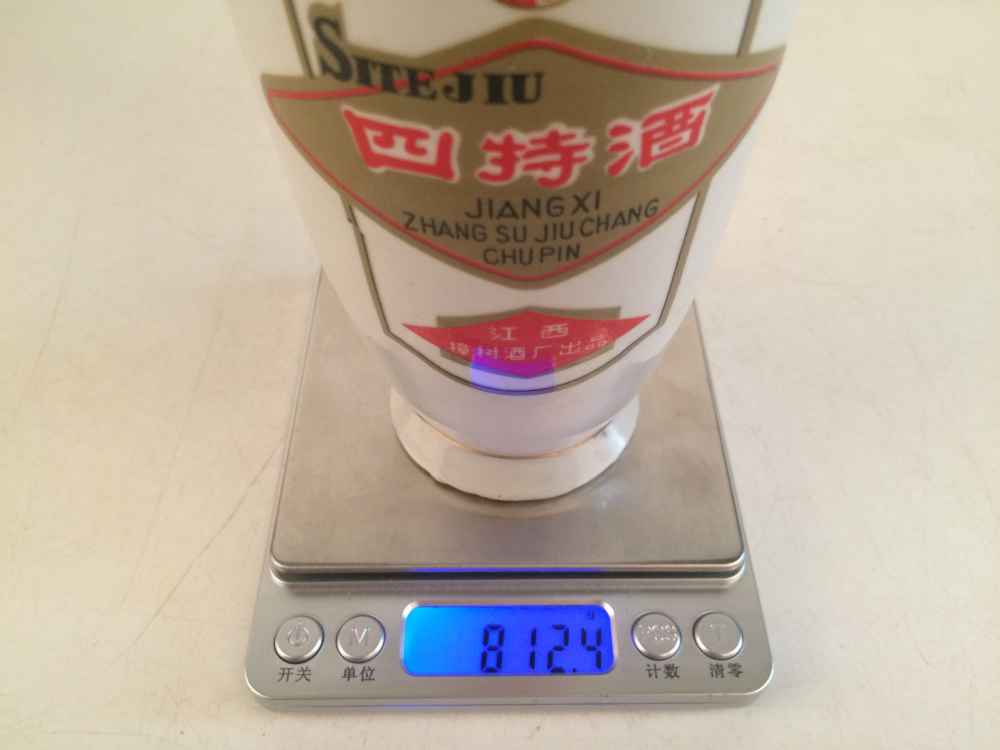 SITEJIU
四特酒
JIANGXI
ZHANG SU JIU CHANG
CHU PIN
江西
樟树酒厂出品
g
812.4
M
PCS
T
开关
单位
计数
清零